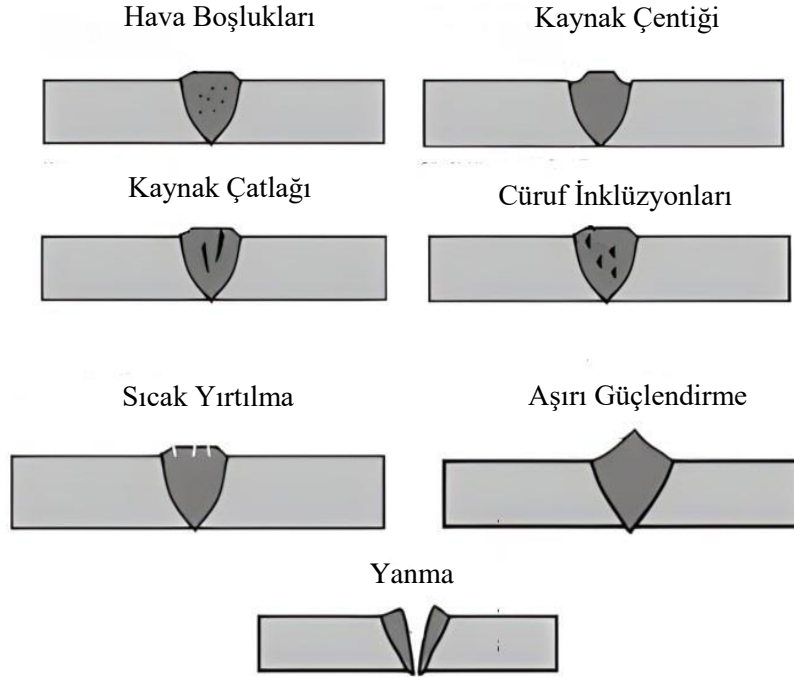 Hava Boşlukları
Kaynak Çentiği
Kaynak Çatlağı
Cüruf İnklüzyonları
Sıcak Yırtılma
Aşırı Güçlendirme
Yanma